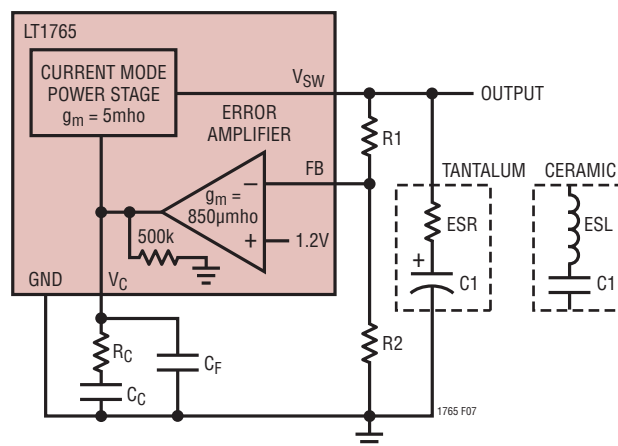 LT1765
CURRENT MODE
POWER STAGE
gm = 5mho
VSW
OUTPUT
ERROR
AMPLIFIER
R1
FB
TANTALUM
CERAMIC
gm =
850µmho
–
+
1.2V
500k
ESR
ESL
+
C1
C1
GND
VC
RC
CF
R2
CC
1765 F07